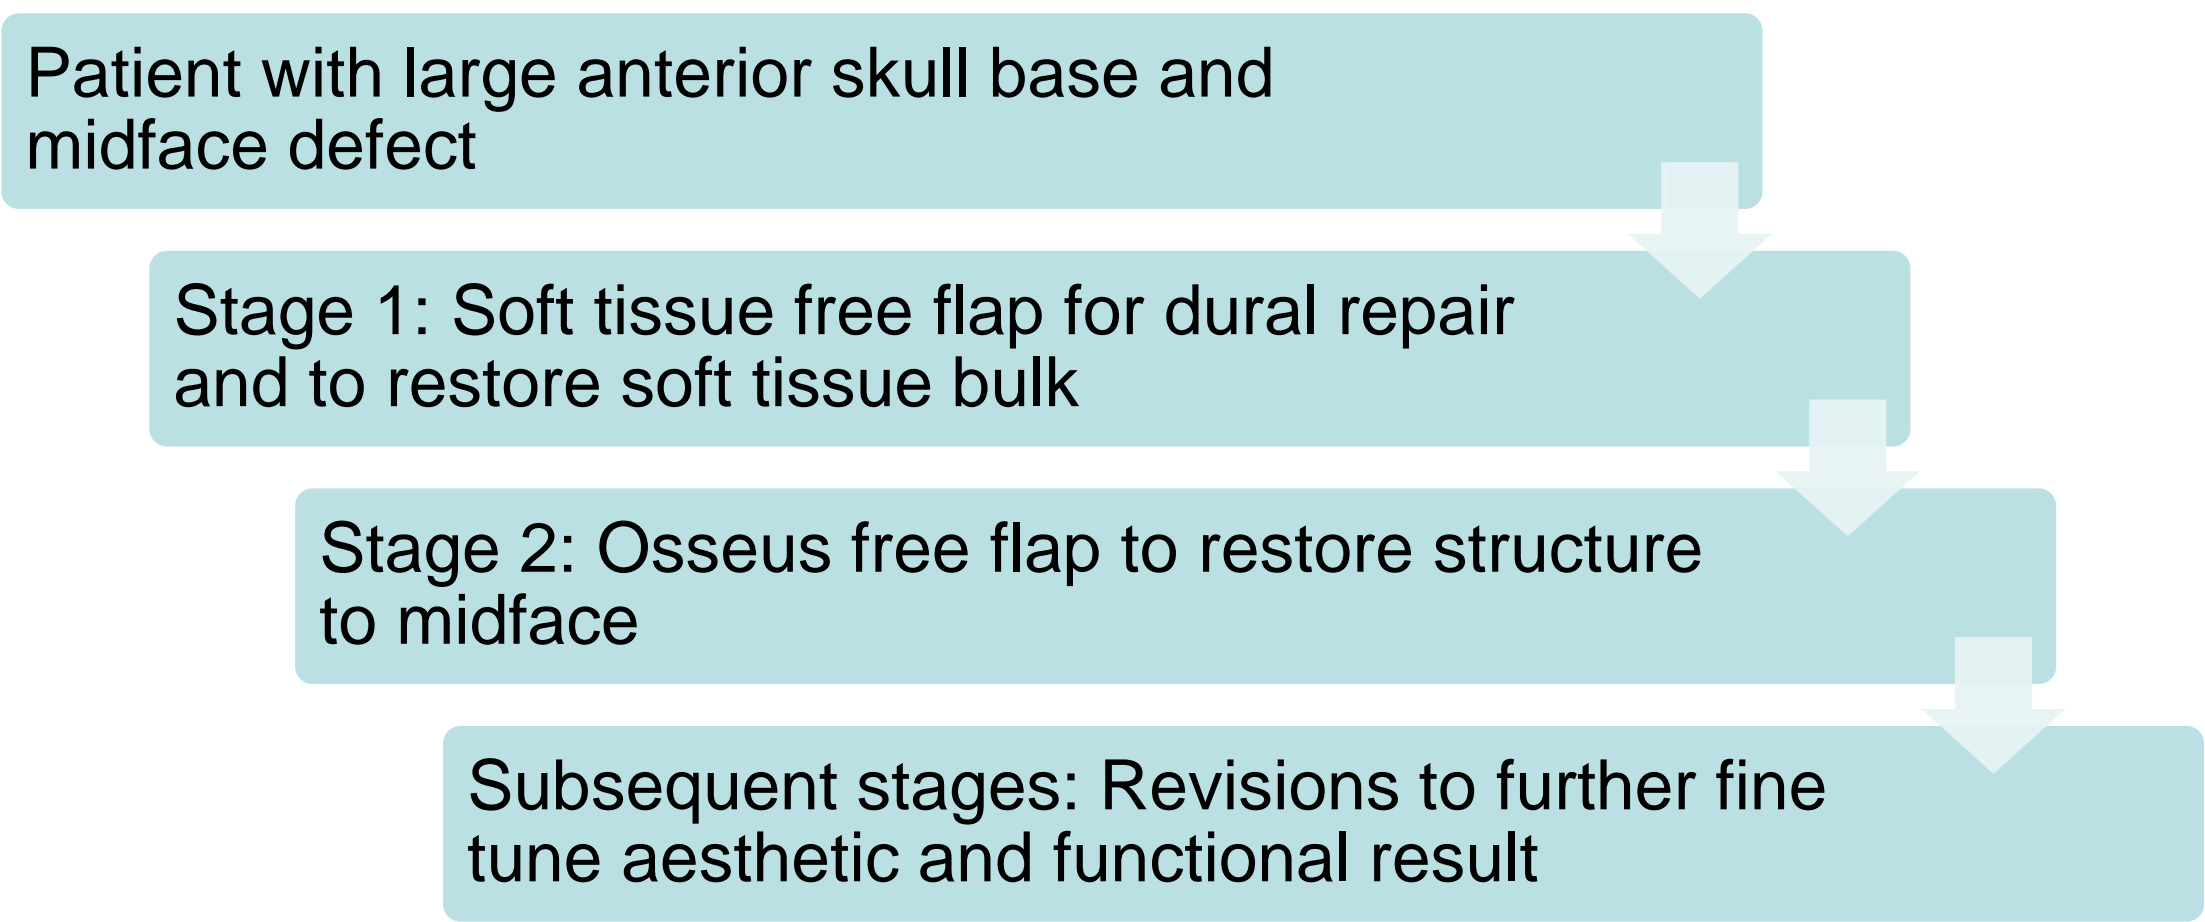 Patient with large anterior skull base and
midface defect
Stage 1: Soft tissue free flap for dural repair
and to restore soft tissue bulk
Stage 2: Osseus free flap to restore structure
to midface
Subsequent stages: Revisions to further fine
tune aesthetic and functional result